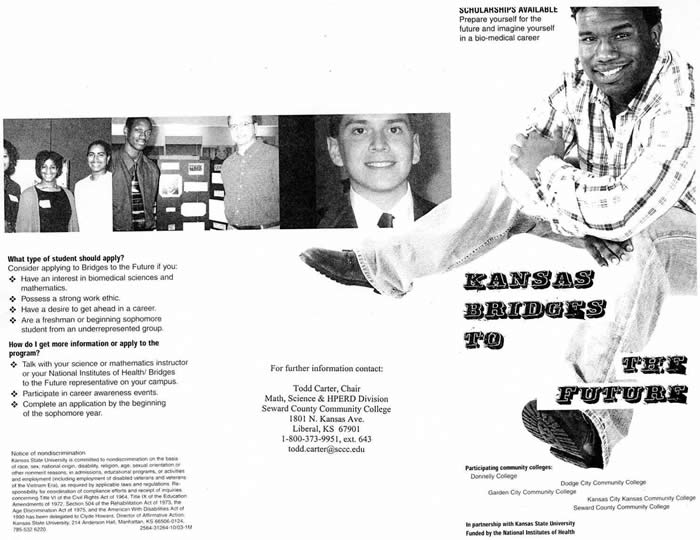 SCHOLARSHIPS AVAILABLE
Prepare yourself for the
future and imagine yourself
in a bio-medical career
What type of student should apply?
Consider applying to Bridges to the Future if you:
❖ Have an interest in biomedical sciences and
mathematics.
❖ Possess a strong work ethic.
❖ Have a desire to get ahead in a career.
❖ Are a freshman or beginning sophomore
student from an underrepresented group.
How do I get more information or apply to the
program?
❖ Talk with your science or mathematics instructor
or your National Institutes of Health/ Bridges
to the Future representative on your campus.
❖ Participate in career awareness events.
❖ Complete an application by the beginning
of the sophomore year.
Notice of nondiscrimination
Kansas State University is committed to nondiscrimination on the basis
of race, sex, national origin, disability, religion, age, sexual orientation or
other nonmerit reasons, in admissions, educational programs, or activities
and employment (including employment of disabled veterans and veterans
of the Vietnam Era), as required by applicable laws and regulations. Re-
sponsibility for coordination of compliance efforts and receipt of inquiries
concerning Title VI of the Civil Rights Act of 1964, Title IX of the Education
Amendments of 1972, Section 504 of the Rehabilitation Act of 1973, the
Age Discrimination Act of 1975, and the American With Disabilities Act of
1990 has been delegated to Clyde Howard, Director of Affirmative Action,
Kansas State University, 214 Anderson Hall, Manhattan, KS 66506-0124,
785-532 6220. 2564-31264-10/03-1M
For further information contact:
Todd Carter, Chair
Math, Science & HPERD Division
Seward County Community College
1801 N. Kansas Ave.
Liberal, KS 67901
1-800-373-9951, ext. 643
todd.carter@sccc.edu
KANSAS
BRIDGES
TO
THE
FUTURE
Participating community colleges:
Donnelly College
Dodge City Community College
Garden City Community College
Kansas City Kansas Community College
Seward County Community College
In partnership with Kansas State University
Funded by the National Institutes of Health